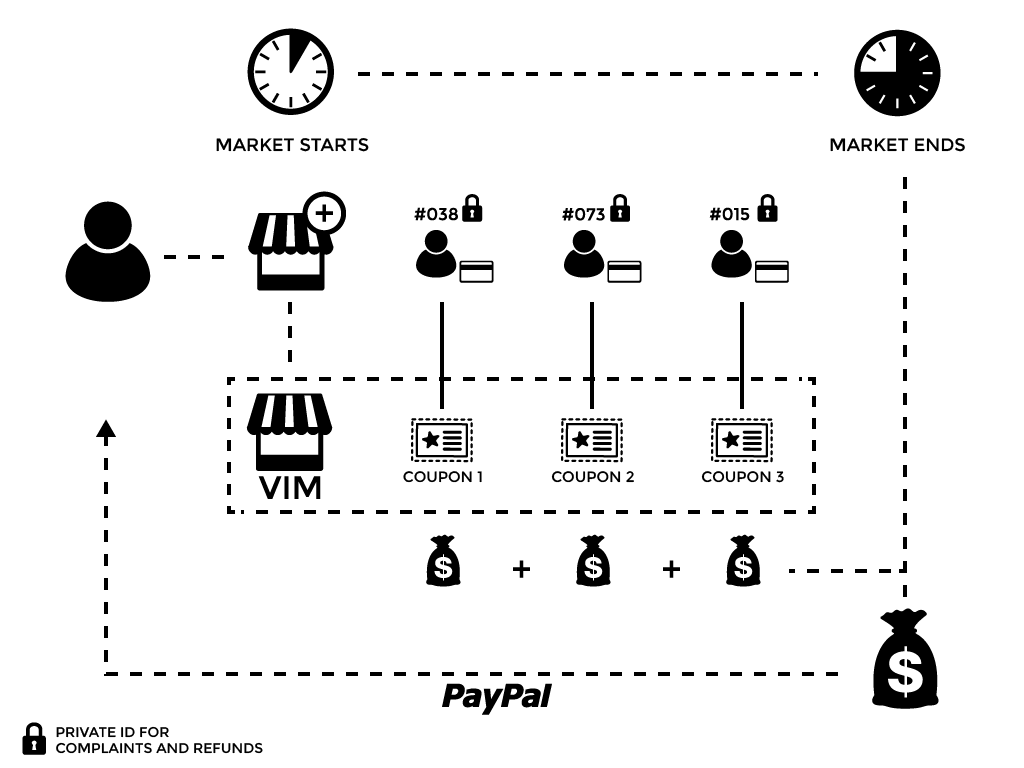 MARKET STARTS
MARKET ENDS
#038
#073
#015
VIM
COUPON 1
COUPON 2
COUPON 3
$
$
$
+
+
$
PayPal
PRIVATE ID FOR
COMPLAINTS AND REFUNDS